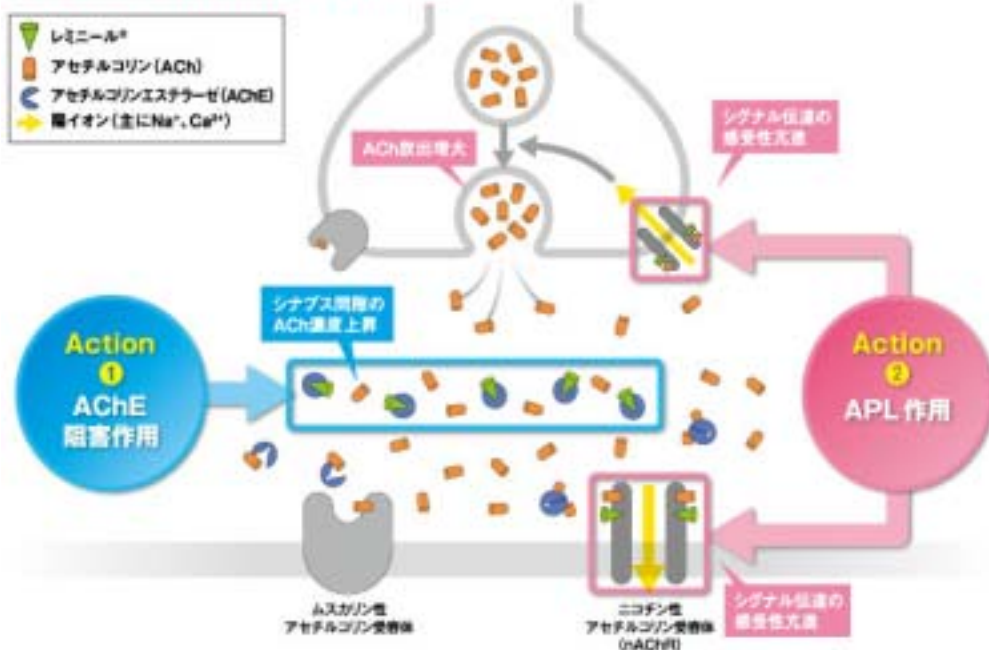 レミニール®
アセチルコリン(ACh)
アセチルコリンエステラーゼ(AChE)
陽イオン(主にNa⁺、Ca²⁺)
ACh放出増大
シグナル伝達の
感受性亢進
シナプス間隙の
ACh濃度上昇
Action
1
AChE
阻害作用
Action
2
APL作用
ムスカリン性
アセチルコリン受容体
ニコチン性
アセチルコリン受容体
(nAChR)
シグナル伝達の
感受性亢進